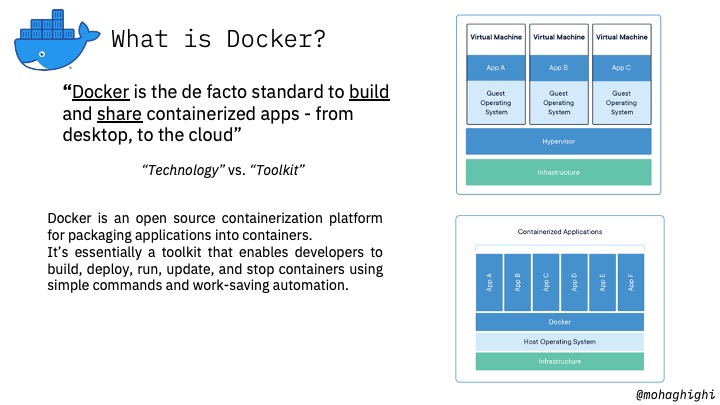 What is Docker?
“Docker is the de facto standard to build
and share containerized apps - from
desktop, to the cloud”
“Technology” vs. “Toolkit”
Docker is an open source containerization platform
for packaging applications into containers.
It’s essentially a toolkit that enables developers to
build, deploy, run, update, and stop containers using
simple commands and work-saving automation.
Virtual Machine Virtual Machine Virtual Machine
App A App B App C
Guest Guest Guest
Operating Operating Operating
System System System
Hypervisor
Infrastructure
Containerized Applications
App A App B App C App D App E App F
Docker
Host Operating System
Infrastructure
@mohaghighi